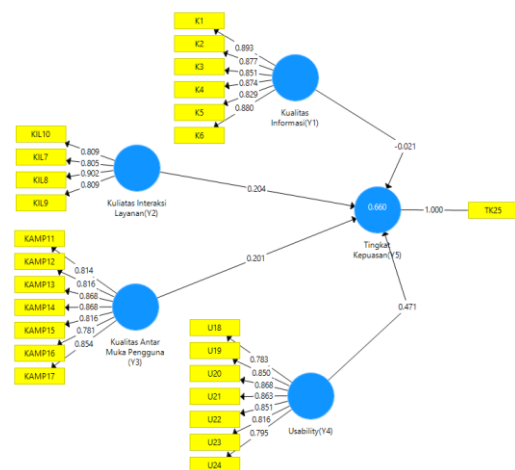 K1
K2
K3
K4
K5
K6
0.893
0.877
0.851
0.874
0.829
0.880
Kualitas
Informasi(Y1)
-0.021
KIL10
KIL7
KIL8
KIL9
0.809
0.805
0.902
0.809
Kuliatas Interaksi
Layanan(Y2)
0.204
0.660
Tingkat
Kepuasan(Y5)
1.000
TK25
KAMP11
KAMP12
KAMP13
KAMP14
KAMP15
KAMP16
KAMP17
0.814
0.816
0.868
0.868
0.816
0.781
0.854
Kualitas Antar
Muka Pengguna
(Y3)
0.201
0.471
U18
U19
U20
U21
U22
U23
U24
0.783
0.850
0.868
0.863
0.851
0.816
0.795
Usability(Y4)